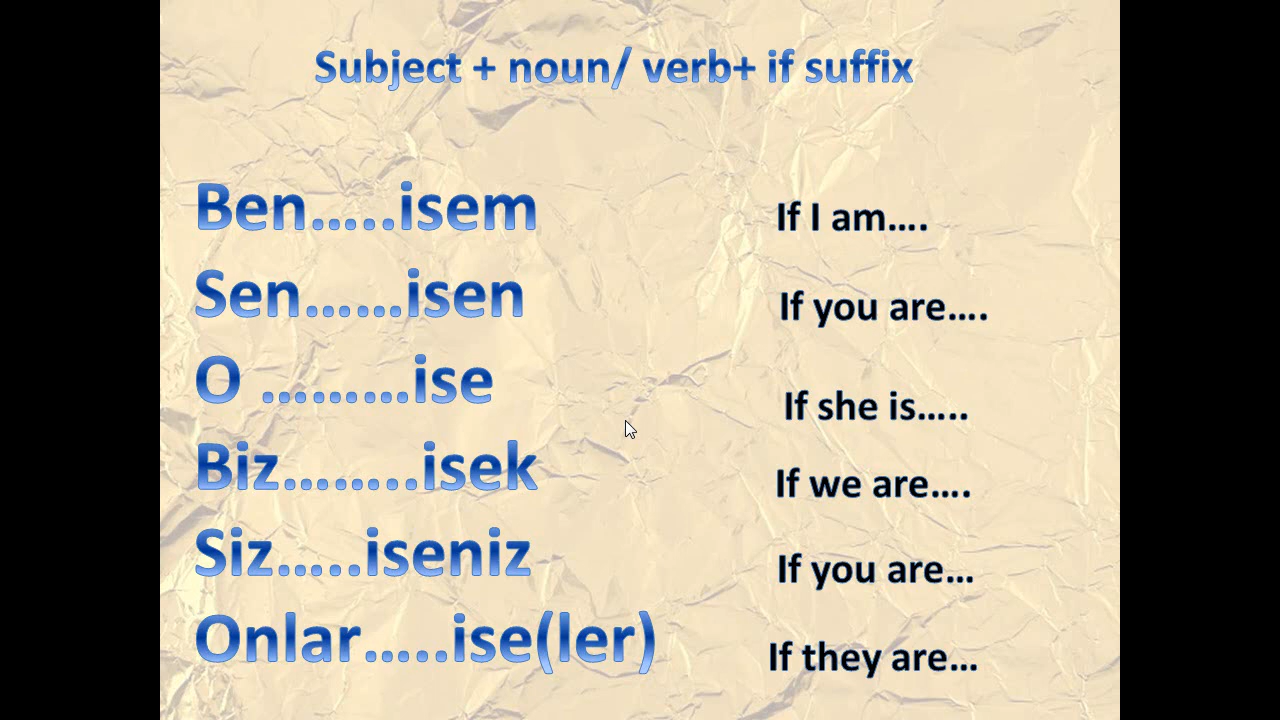 Subject + noun/ verb+ if suffix
Ben.....isem If I am....
Sen......isen If you are....
O .........ise If she is.....
Biz........isek If we are....
Siz.....iseniz If you are...
Onlar.....ise(ler) If they are...